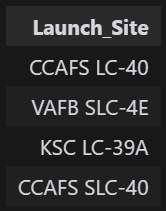 Launch_Site
CCAFS LC-40
VAFB SLC-4E
KSC LC-39A
CCAFS SLC-40